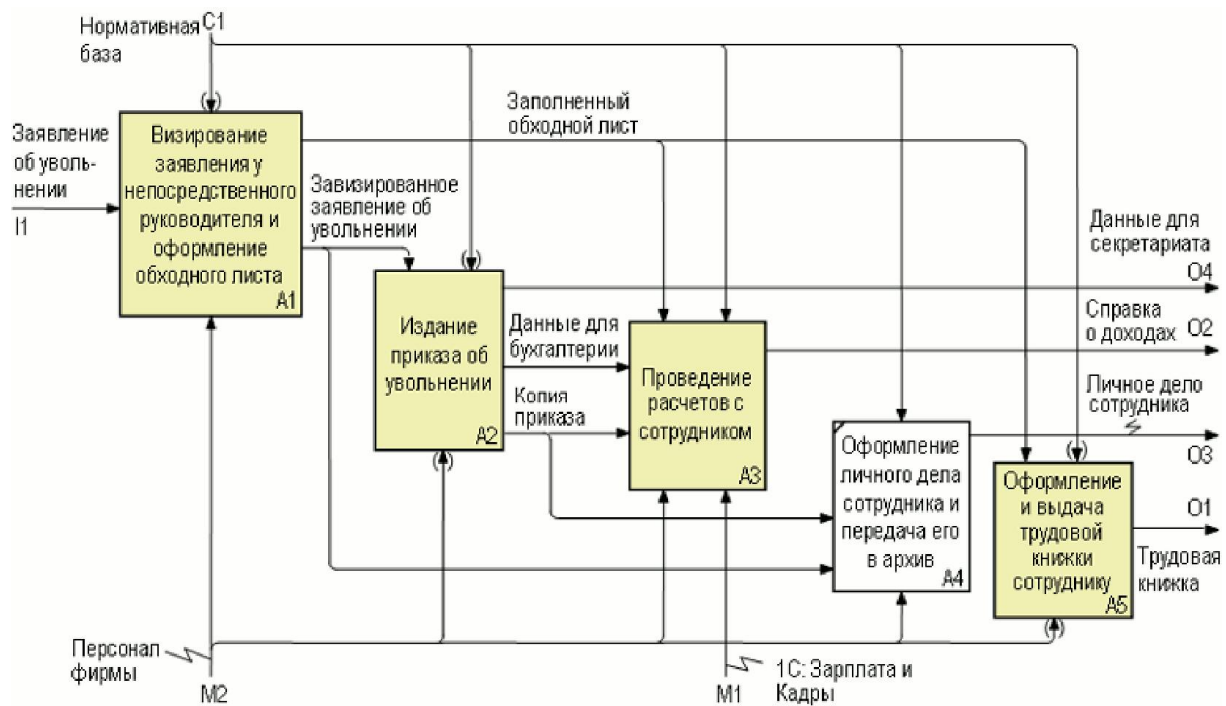 Нормативная
база
C1
Заявление
об уволь-
нении
I1
Визирование
заявления у
непосредственного
руководителя и
оформление
обходного листа
A1
Заполненный
обходной лист
Завизированное
заявление об
увольнении
Издание
приказа об
увольнении
A2
Данные для
бухгалтерии
Копия
приказа
Проведение
расчетов с
сотрудником
A3
Оформление
личного дела
сотрудника и
передача его
в архив
A4
Оформление
и выдача
трудовой
книжки
сотруднику
A5
Данные для
секретариата
O4
Справка
о доходах
O2
Личное дело
сотрудника
O3
O1
Трудовая
книжка
Персонал
фирмы
M2
M1
1С: Зарплата и
Кадры